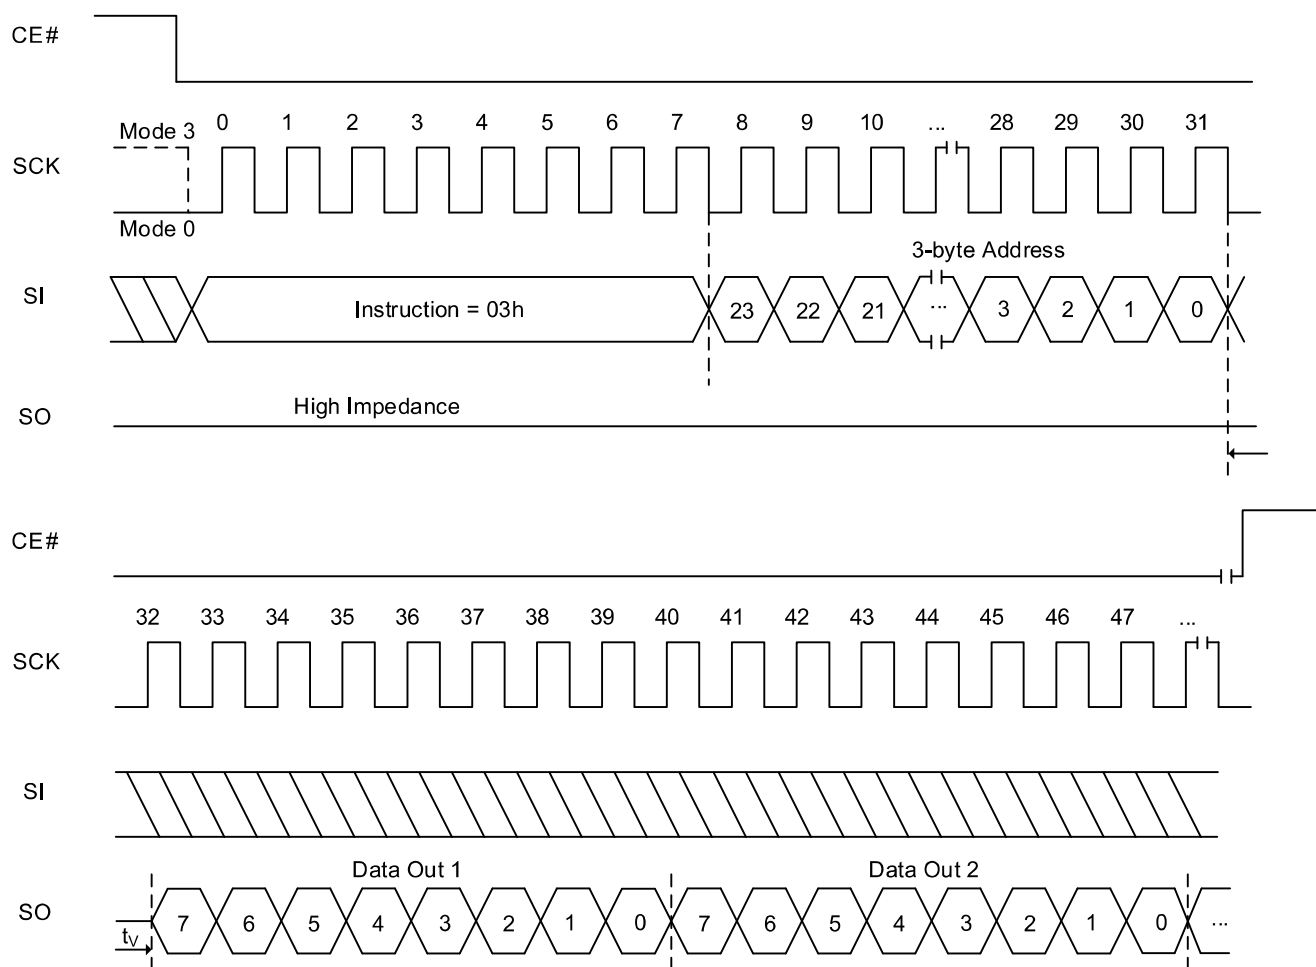 CE#
Mode 3 0 1 2 3 4 5 6 7 8 9 10 ... 28 29 30 31
SCK
Mode 0
3-byte Address
SI Instruction = 03h 23 22 21 ... 3 2 1 0
SO High Impedance
CE#
32 33 34 35 36 37 38 39 40 41 42 43 44 45 46 47 ...
SCK
SI
Data Out 1 Data Out 2
SO 7 6 5 4 3 2 1 0 7 6 5 4 3 2 1 0 ...
tV